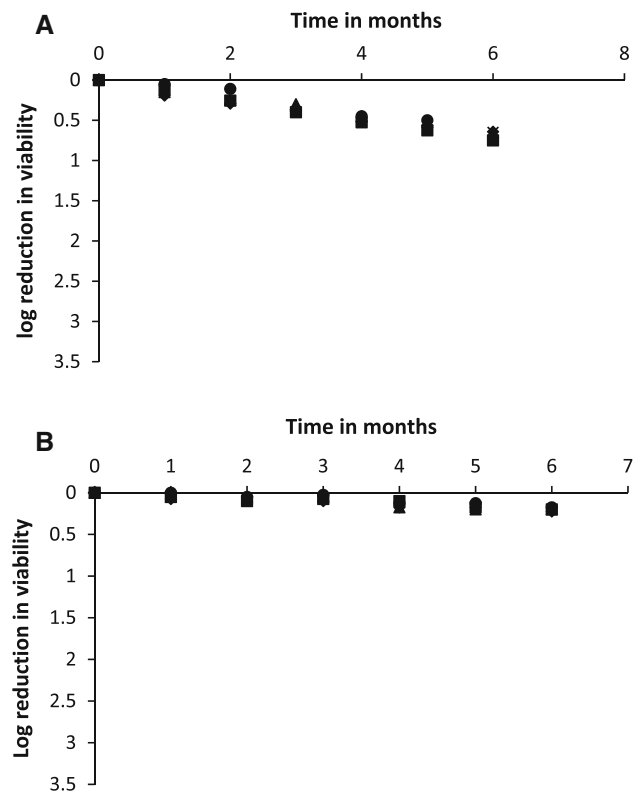 A
Time in months
0 2 4 6 8
0
0.5
1
1.5
2
2.5
3
3.5
log reduction in viability
B
Time in months
0 1 2 3 4 5 6 7
0
0.5
1
1.5
2
2.5
3
3.5
Log reduction in viability